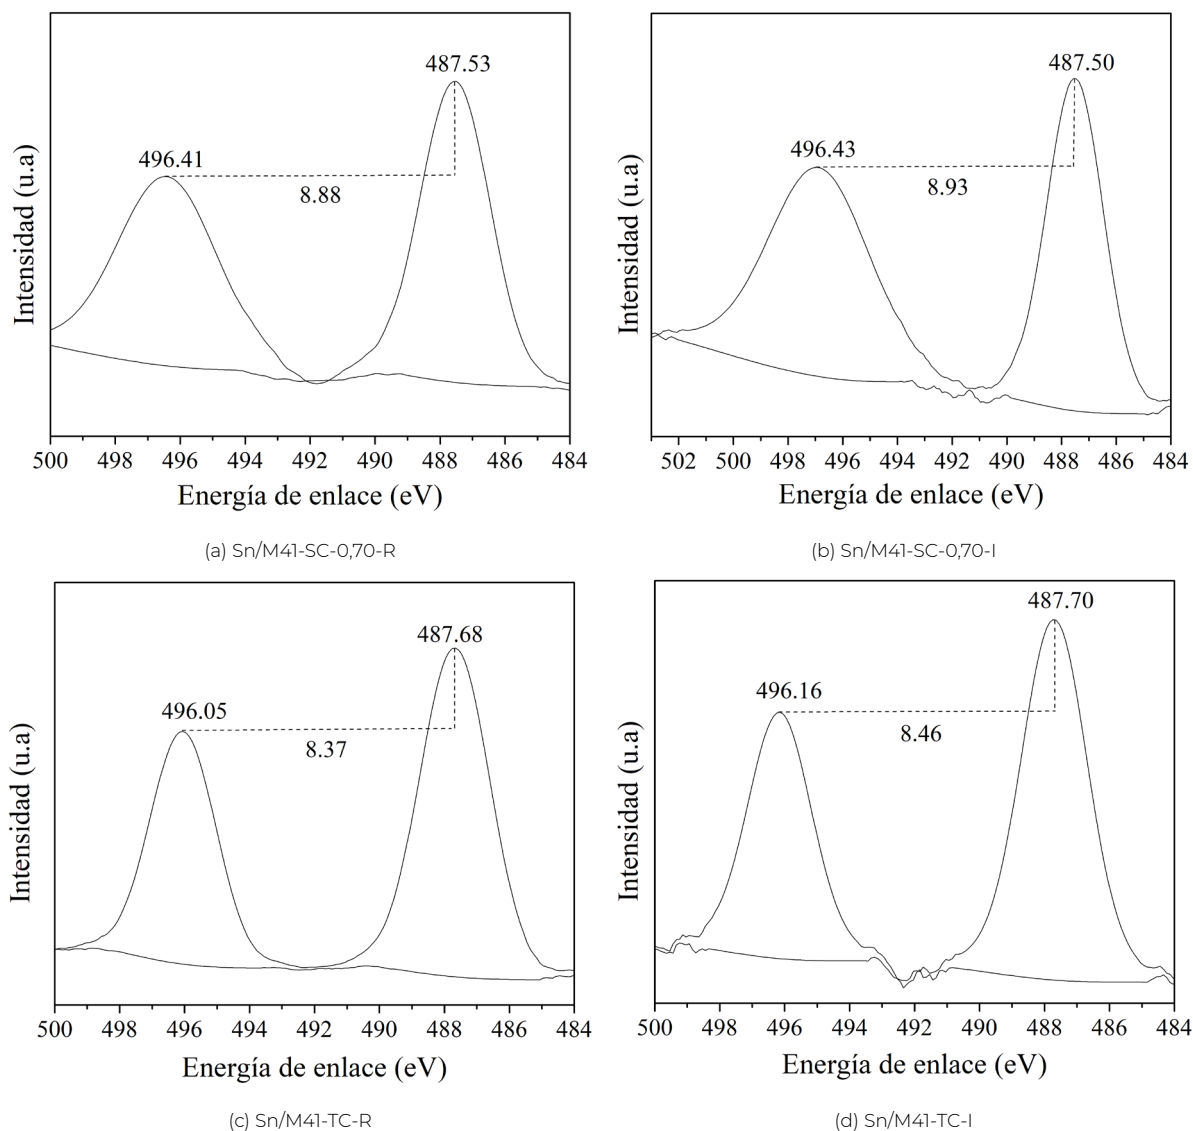 487.53
496.41
8.88
Intensidad (u.a)
500 498 496 494 492 490 488 486 484
Energía de enlace (eV)
(a) Sn/M41-SC-0,70-R
487.50
496.43
8.93
Intensidad (u.a)
502 500 498 496 494 492 490 488 486 484
Energía de enlace (eV)
(b) Sn/M41-SC-0,70-I
487.68
496.05
8.37
Intensidad (u.a)
500 498 496 494 492 490 488 486 484
Energía de enlace (eV)
(c) Sn/M41-TC-R
487.70
496.16
8.46
Intensidad (u.a)
500 498 496 494 492 490 488 486 484
Energía de enlace (eV)
(d) Sn/M41-TC-I